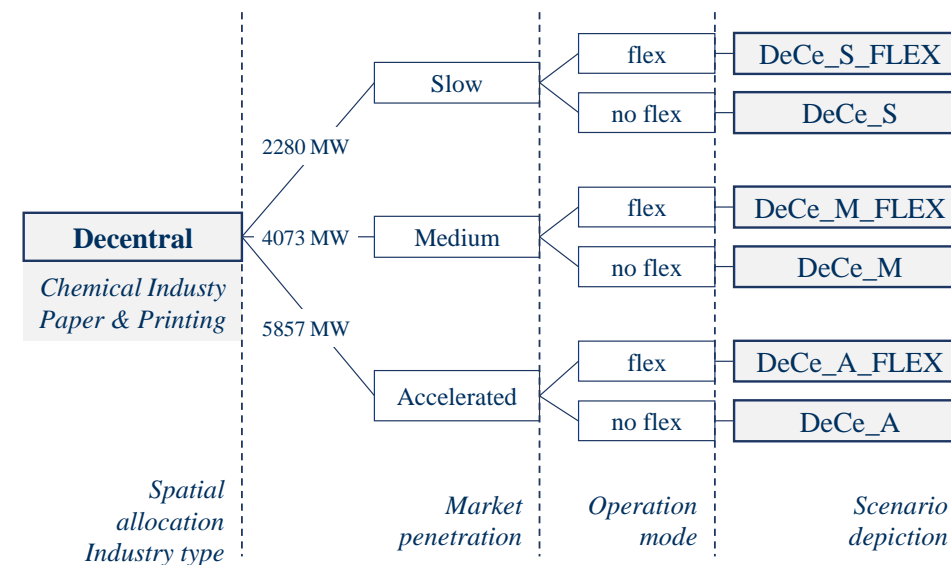 flex
DeCe_S_FLEX
Slow
no flex
DeCe_S
2280 MW
flex
DeCe_M_FLEX
Decentral
4073 MW
Medium
no flex
DeCe_M
Chemical Industy
Paper & Printing
5857 MW
flex
DeCe_A_FLEX
Accelerated
no flex
DeCe_A
Spatial
allocation
Industry type
Market
penetration
Operation
mode
Scenario
depiction